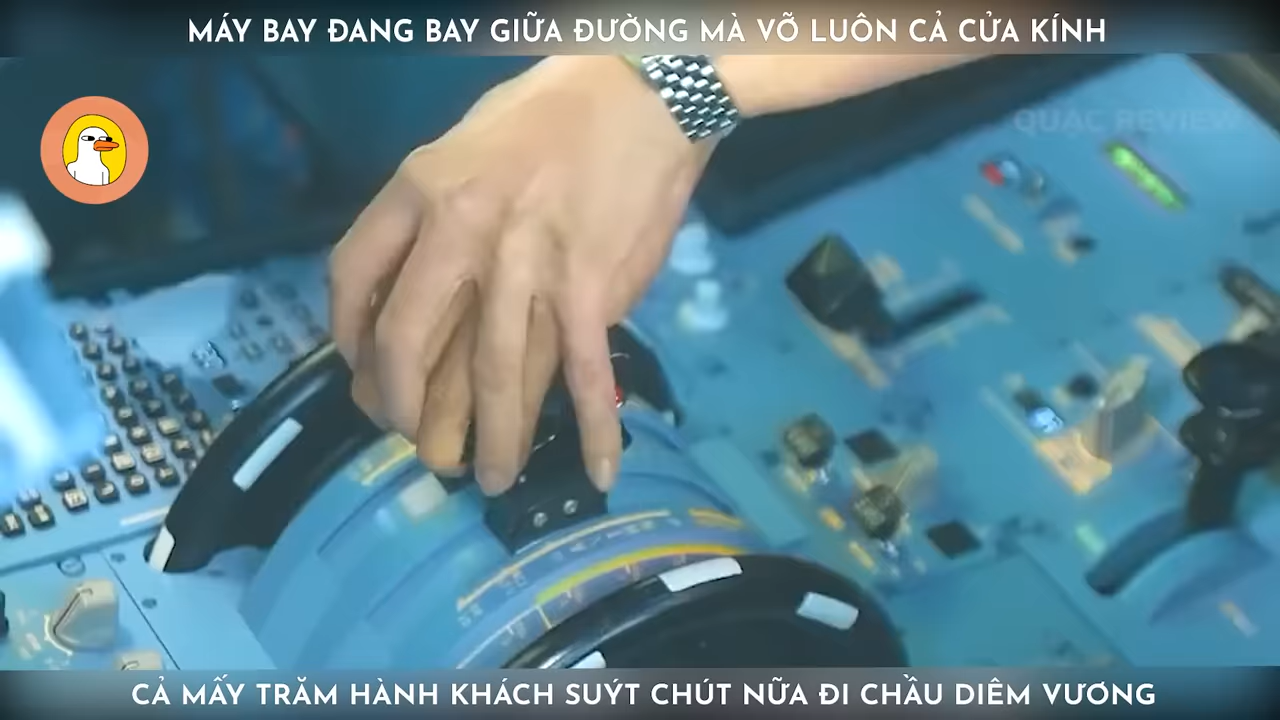 MÁY BAY ĐANG BAY GIỮA ĐƯỜNG MÀ VỠ LUÔN CẢ CỬA KÍNH
QUẠC REVIEW
CẢ MẤY TRĂM HÀNH KHÁCH SUÝT CHÚT NỮA ĐI CHẦU DIÊM VƯƠNG